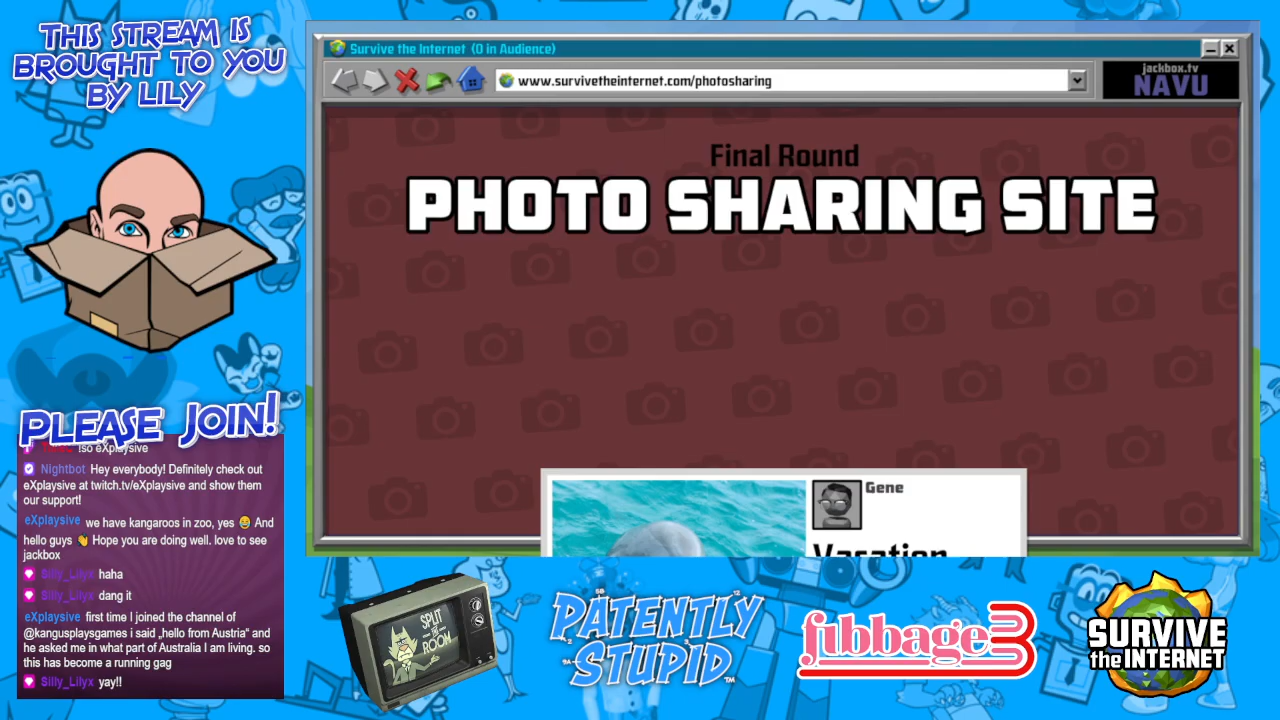 THIS STREAM IS
BROUGHT TO YOU
BY LILY
PLEASE JOIN!
!so eXplaysive
Nightbot Hey everybody! Definitely check out
eXplaysive at twitch.tv/eXplaysive and show them
our support!
eXplaysive we have kangaroos in zoo, yes 😂 And
hello guys 👋 Hope you are doing well. love to see
jackbox
Silly_Lilyx haha
Silly_Lilyx dang it
eXplaysive first time I joined the channel of
@kangusplaysgames i said „hello from Austria“ and
he asked me in what part of Australia I am living. so
this has become a running gag
Silly_Lilyx yay!!
Survive the Internet (0 in Audience)
www.survivetheinternet.com/photosharing
jackbox.tv
NAVU
Final Round
PHOTO SHARING SITE
Gene
Vacation
SPLIT
THE
ROOM
PATENTLY
STUPID™
fibbage 3
SURVIVE
the INTERNET